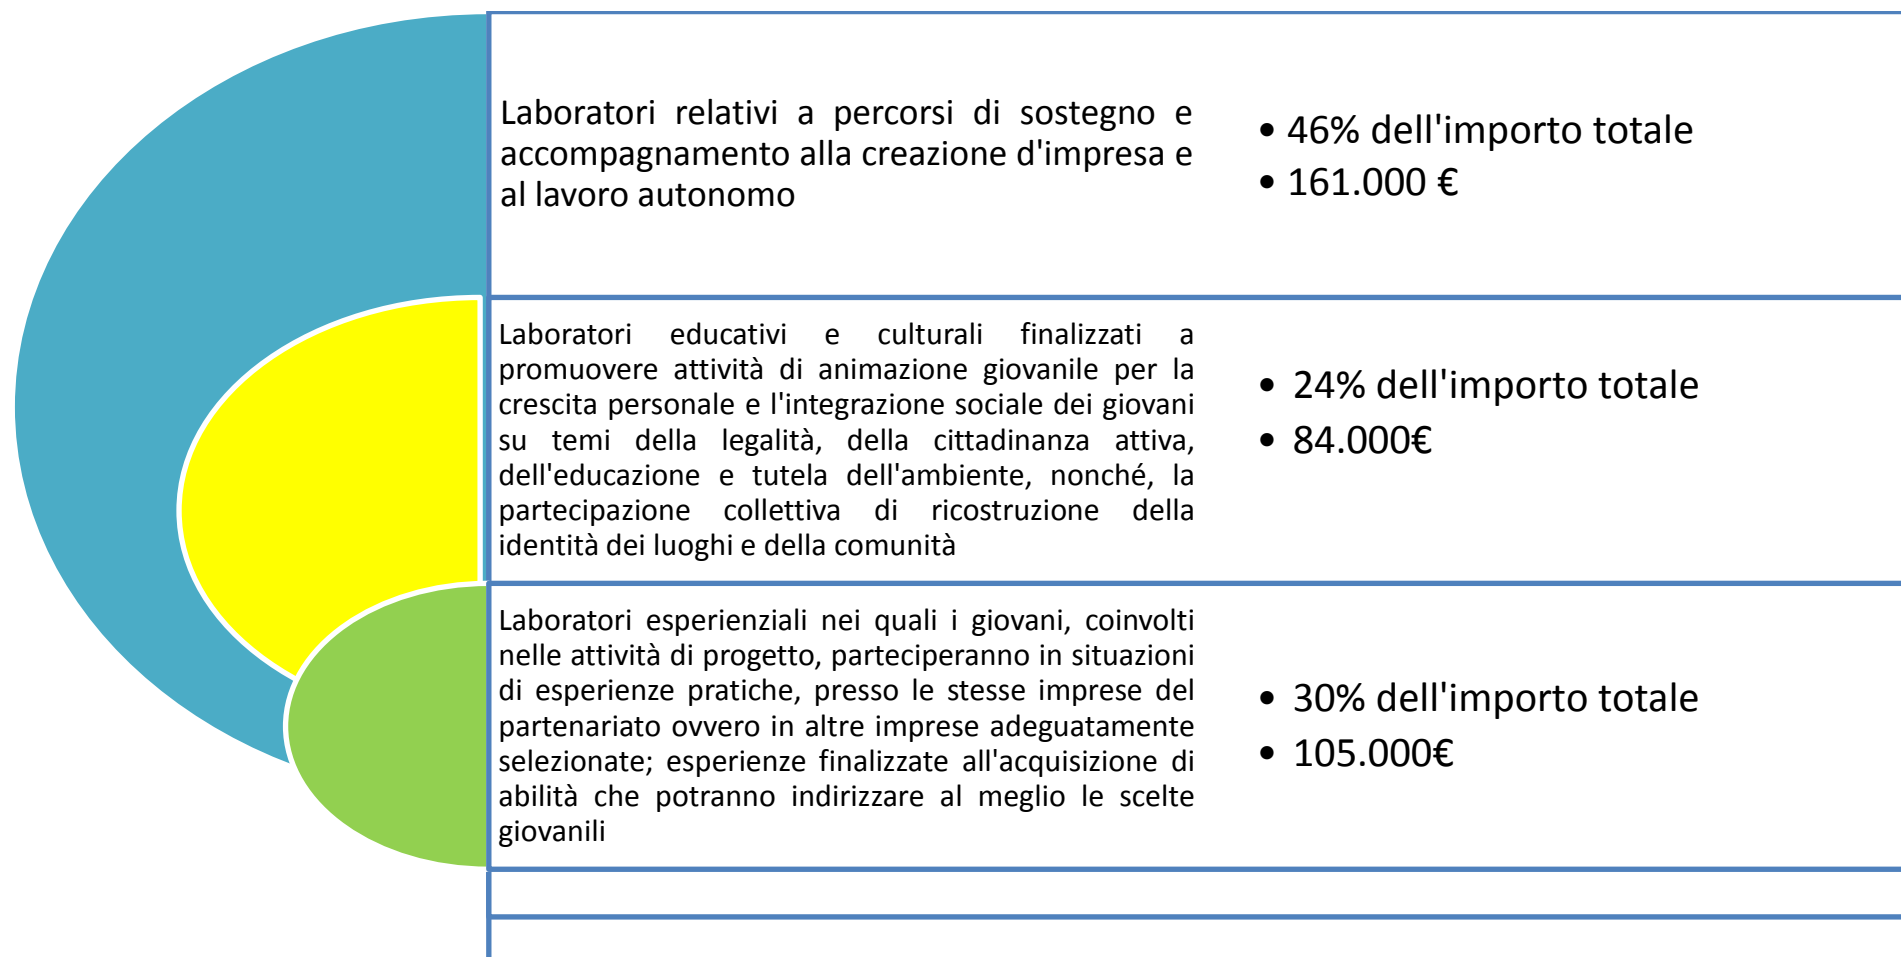 Laboratori relativi a percorsi di sostegno e
accompagnamento alla creazione d'impresa e
al lavoro autonomo
• 46% dell'importo totale
• 161.000 €
Laboratori educativi e culturali finalizzati a
promuovere attività di animazione giovanile per la
crescita personale e l'integrazione sociale dei giovani
su temi della legalità, della cittadinanza attiva,
dell'educazione e tutela dell'ambiente, nonché, la
partecipazione collettiva di ricostruzione della
identità dei luoghi e della comunità
• 24% dell'importo totale
• 84.000€
Laboratori esperienziali nei quali i giovani, coinvolti
nelle attività di progetto, parteciperanno in situazioni
di esperienze pratiche, presso le stesse imprese del
partenariato ovvero in altre imprese adeguatamente
selezionate; esperienze finalizzate all'acquisizione di
abilità che potranno indirizzare al meglio le scelte
giovanili
• 30% dell'importo totale
• 105.000€